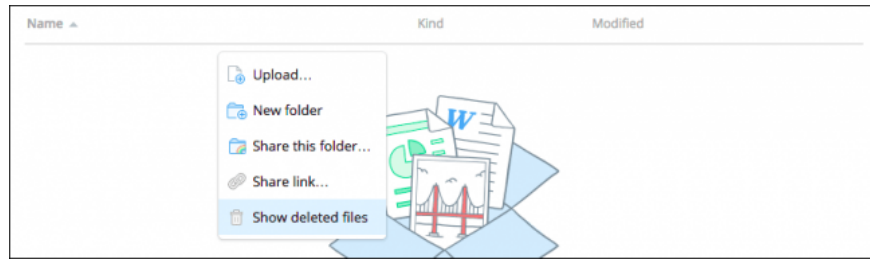 Name Kind Modified
Upload...
New folder
Share this folder...
Share link...
Show deleted files
W